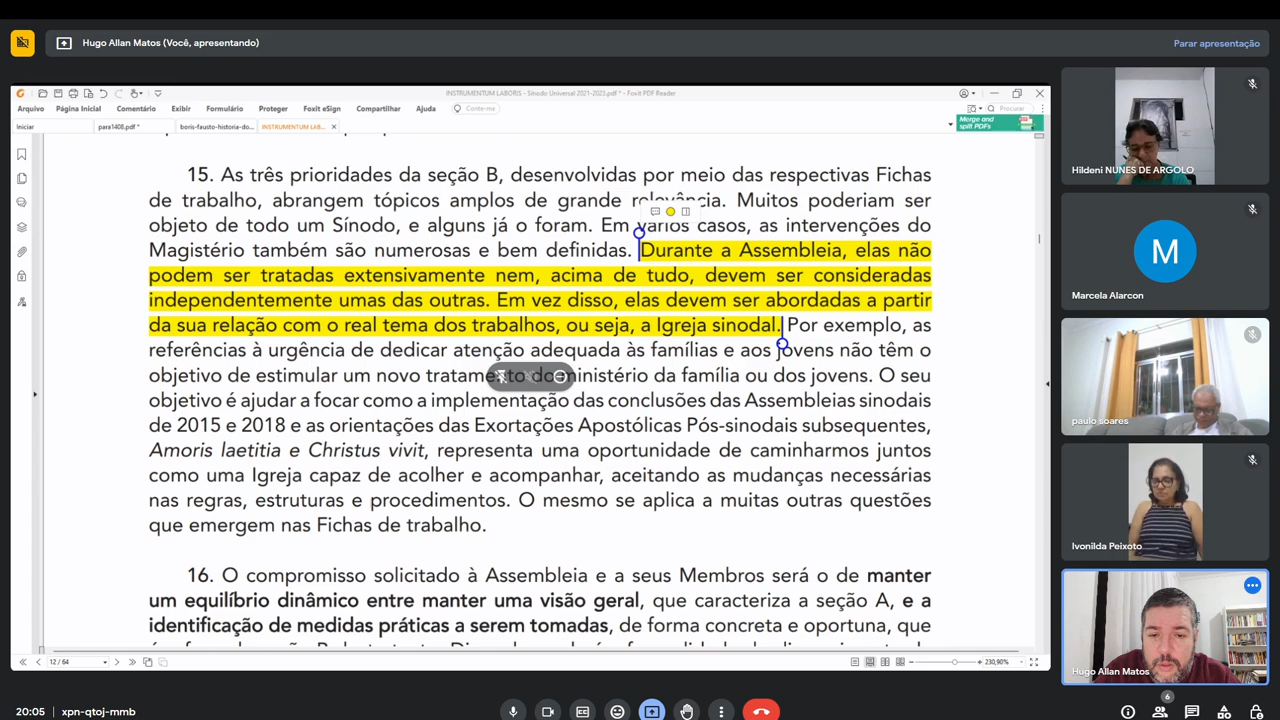 Hugo Allan Matos (Você, apresentando)
Parar apresentação
INSTRUMENTUM LABORIS - Sínodo Universal 2021-2023.pdf * - Foxit PDF Reader
Arquivo Página Inicial Comentário Exibir Formulário Proteger Foxit eSign Compartilhar Ajuda Conte-me Procurar
Iniciar para1408.pdf * boris-fausto-historia-do... INSTRUMENTUM LAB...
Merge and
split PDFs
15. As três prioridades da seção B, desenvolvidas por meio das respectivas Fichas
de trabalho, abrangem tópicos amplos de grande relevância. Muitos poderiam ser
objeto de todo um Sínodo, e alguns já o foram. Em vários casos, as intervenções do
Magistério também são numerosas e bem definidas. Durante a Assembleia, elas não
podem ser tratadas extensivamente nem, acima de tudo, devem ser consideradas
independentemente umas das outras. Em vez disso, elas devem ser abordadas a partir
da sua relação com o real tema dos trabalhos, ou seja, a Igreja sinodal. Por exemplo, as
referências à urgência de dedicar atenção adequada às famílias e aos jovens não têm o
objetivo de estimular um novo tratamento do ministério da família ou dos jovens. O seu
objetivo é ajudar a focar como a implementação das conclusões das Assembleias sinodais
de 2015 e 2018 e as orientações das Exortações Apostólicas Pós-sinodais subsequentes,
Amoris laetitia e Christus vivit, representa uma oportunidade de caminharmos juntos
como uma Igreja capaz de acolher e acompanhar, aceitando as mudanças necessárias
nas regras, estruturas e procedimentos. O mesmo se aplica a muitas outras questões
que emergem nas Fichas de trabalho.
16. O compromisso solicitado à Assembleia e a seus Membros será o de manter
um equilíbrio dinâmico entre manter uma visão geral, que caracteriza a seção A, e a
identificação de medidas práticas a serem tomadas, de forma concreta e oportuna, que
12 / 64
230,90%
Hildeni NUNES DE ARGOLO
M
Marcela Alarcon
paulo soares
Ivonilda Peixoto
Hugo Allan Matos
20:05 xpn-qtoj-mmb
6